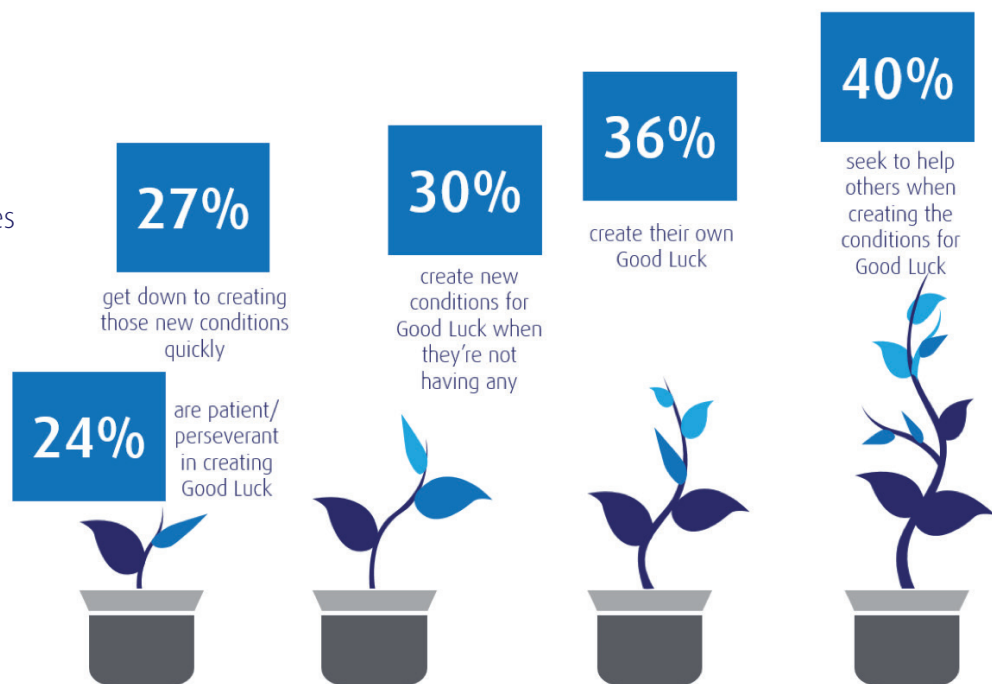 es
27%
get down to creating
those new conditions
quickly
24%
are patient/
perseverant
in creating
Good Luck
30%
create new
conditions for
Good Luck when
they're not
having any
36%
create their own
Good Luck
40%
seek to help
others when
creating the
conditions for
Good Luck